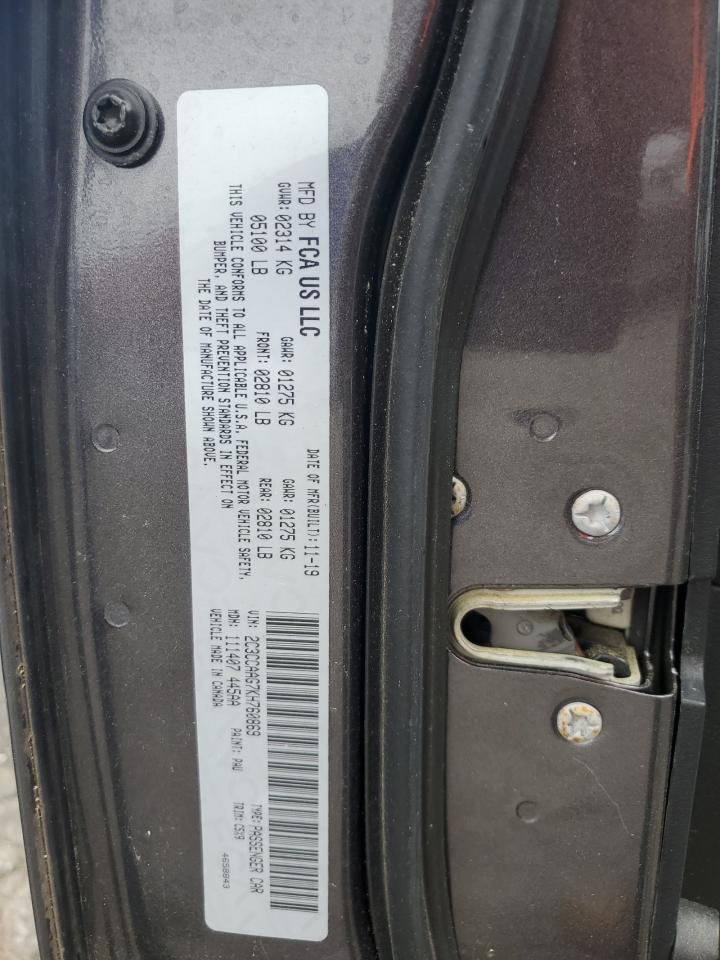 MFD BY FCA US LLC
DATE OF MFR(BUILT): 11-19
GVWR: 02314 KG
GAWR: 01275 KG
GAWR: 01275 KG
05100 LB
FRONT: 02810 LB
REAR: 02810 LB
THIS VEHICLE CONFORMS TO ALL APPLICABLE U.S.A. FEDERAL MOTOR VEHICLE SAFETY,
BUMPER, AND THEFT PREVENTION STANDARDS IN EFFECT ON
THE DATE OF MANUFACTURE SHOWN ABOVE.
VIN: 2C3CCAAG7KH760869
TYPE: PASSENGER CAR
MDH: 111407 445AA
PAINT: PAU
TRIM: C5X9
VEHICLE MADE IN CANADA
4658843